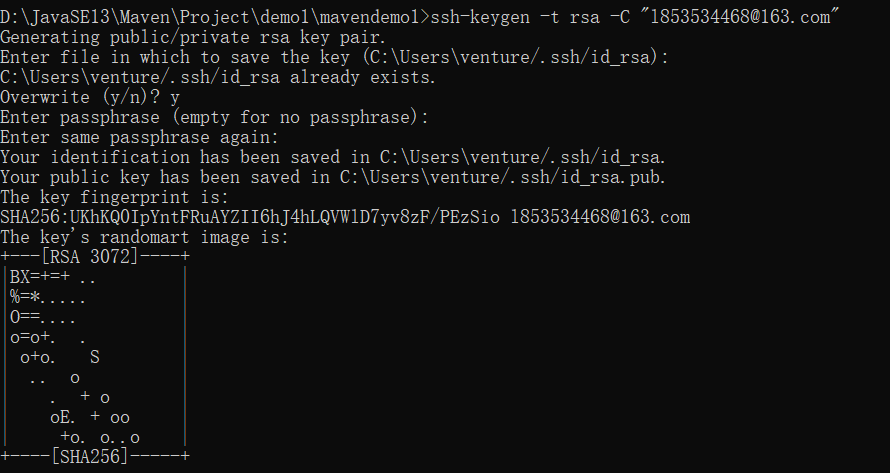 D:\JavaSE13\Maven\Project\demo1\mavendemo1>ssh-keygen -t rsa -C "l853534468@163.com"
Generating public/private rsa key pair.
Enter file in which to save the key (C:\Users\venture/.ssh/id_rsa):
C:\Users\venture/.ssh/id_rsa already exists.
Overwrite (y/n)? y
Enter passphrase (empty for no passphrase):
Enter same passphrase again:
Your identification has been saved in C:\Users\venture/.ssh/id_rsa.
Your public key has been saved in C:\Users\venture/.ssh/id_rsa.pub.
The key fingerprint is:
SHA256:UKhKQ0IpYntFRuAYZII6hJ4hLQVWlD7yv8zF/PEzSio l853534468@163.com
The key's randomart image is:
+---[RSA 3072]----+
|BX=+=+ ..        |
|%=*.....         |
|O==....          |
|o=o+.  .         |
| o+o.   S        |
|  ..  o          |
|    .  + o       |
|    oE. + oo     |
|     +o. o..o    |
+----[SHA256]-----+